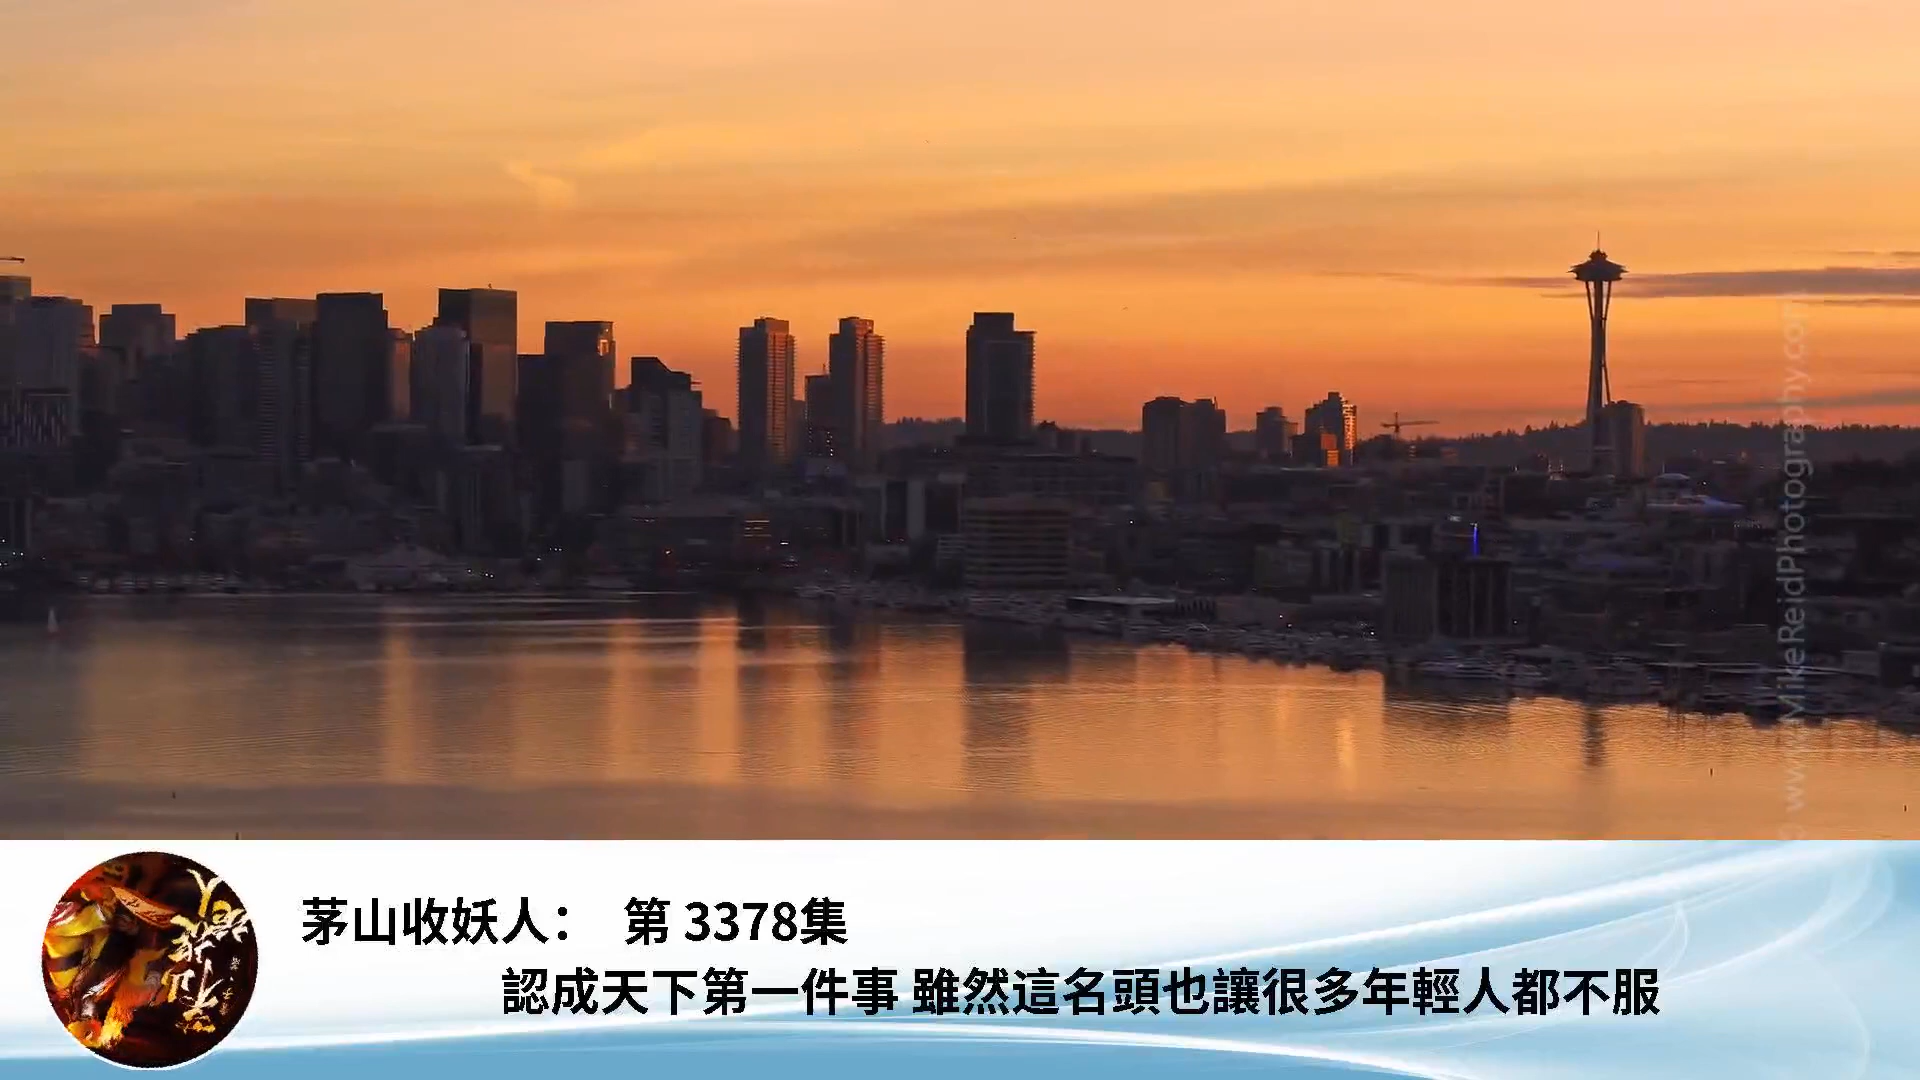 www.MikeReidPhotography.com
茅山收妖人： 第 3378集
認成天下第一件事 雖然這名頭也讓很多年輕人都不服